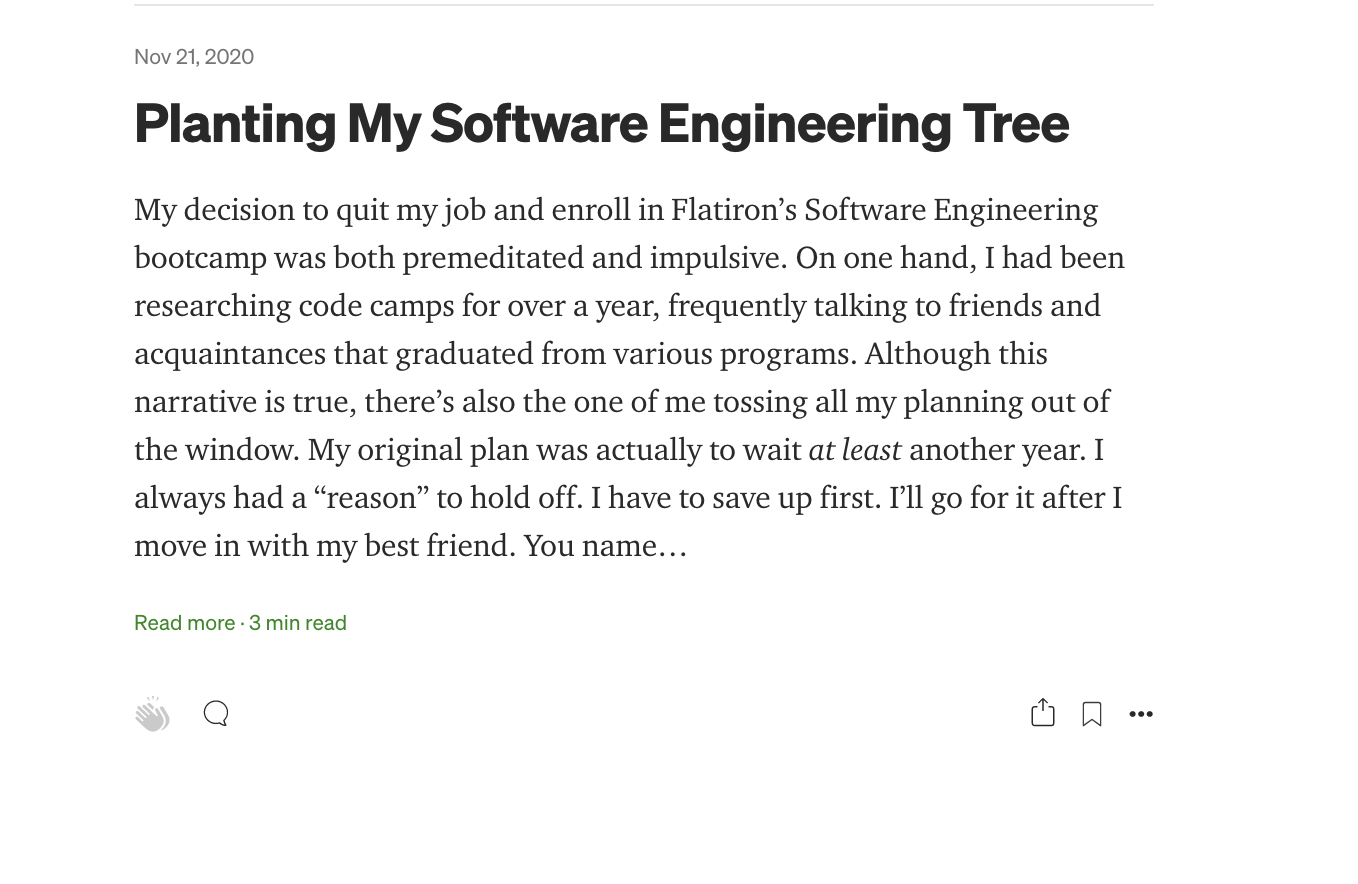 Nov 21, 2020
Planting My Software Engineering Tree
My decision to quit my job and enroll in Flatiron’s Software Engineering
bootcamp was both premeditated and impulsive. On one hand, I had been
researching code camps for over a year, frequently talking to friends and
acquaintances that graduated from various programs. Although this
narrative is true, there’s also the one of me tossing all my planning out of
the window. My original plan was actually to wait at least another year. I
always had a “reason” to hold off. I have to save up first. I’ll go for it after I
move in with my best friend. You name…
Read more · 3 min read